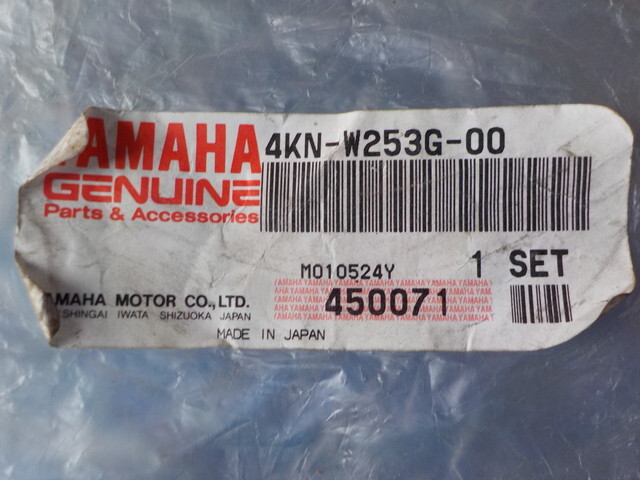 YAMAHA
GENUINE
Parts & Accessories
4KN-W253G-00
M010524Y
1 SET
450071
YAMAHA MOTOR CO., LTD.
SHINGAI IWATA SHIZUOKA JAPAN
MADE IN JAPAN